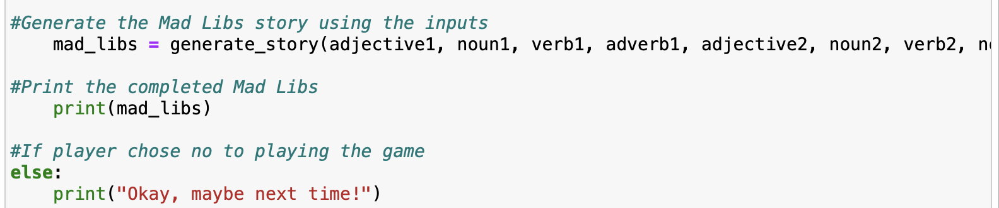 #Generate the Mad Libs story using the inputs
mad_libs = generate_story(adjective1, noun1, verb1, adverb1, adjective2, noun2, verb2,
#Print the completed Mad Libs
print(mad_libs)
#If player chose no to playing the game
else:
print("Okay, maybe next time!")